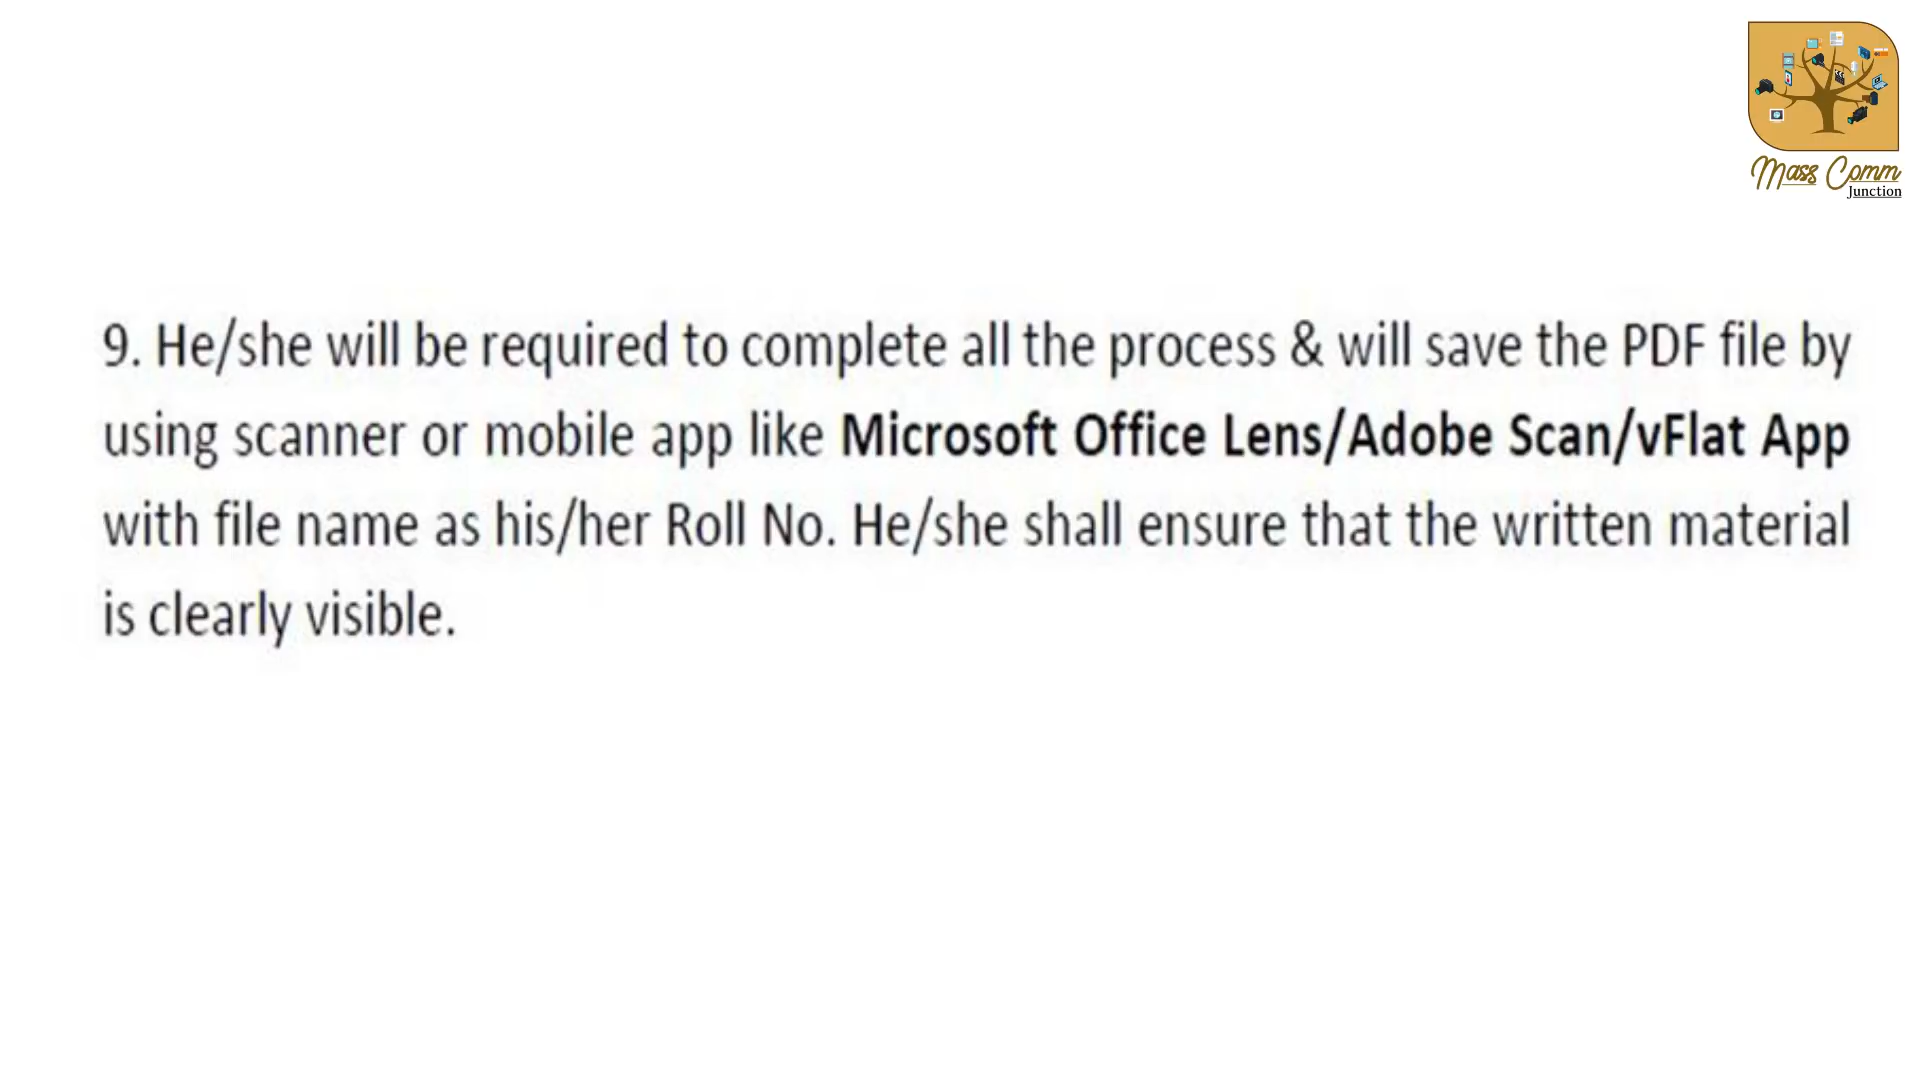 Mass Comm
Junction
9. He/she will be required to complete all the process & will save the PDF file by
using scanner or mobile app like Microsoft Office Lens/Adobe Scan/vFlat App
with file name as his/her Roll No. He/she shall ensure that the written material
is clearly visible.